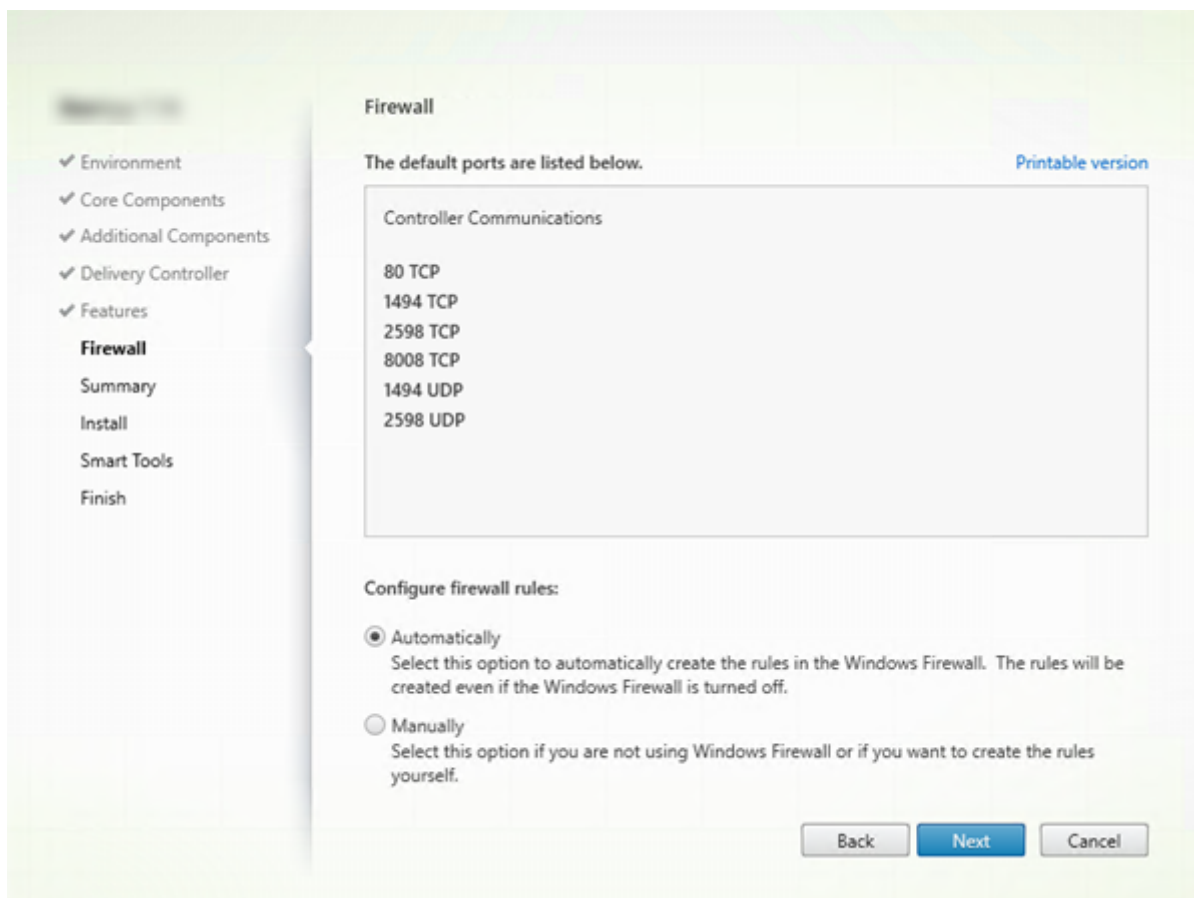 Firewall
Environment
Core Components
Additional Components
Delivery Controller
Features
Firewall
Summary
Install
Smart Tools
Finish
The default ports are listed below.
Printable version
Controller Communications
80 TCP
1494 TCP
2598 TCP
8008 TCP
1494 UDP
2598 UDP
Configure firewall rules:
Automatically
Select this option to automatically create the rules in the Windows Firewall. The rules will be
created even if the Windows Firewall is turned off.
Manually
Select this option if you are not using Windows Firewall or if you want to create the rules
yourself.
Back
Next
Cancel